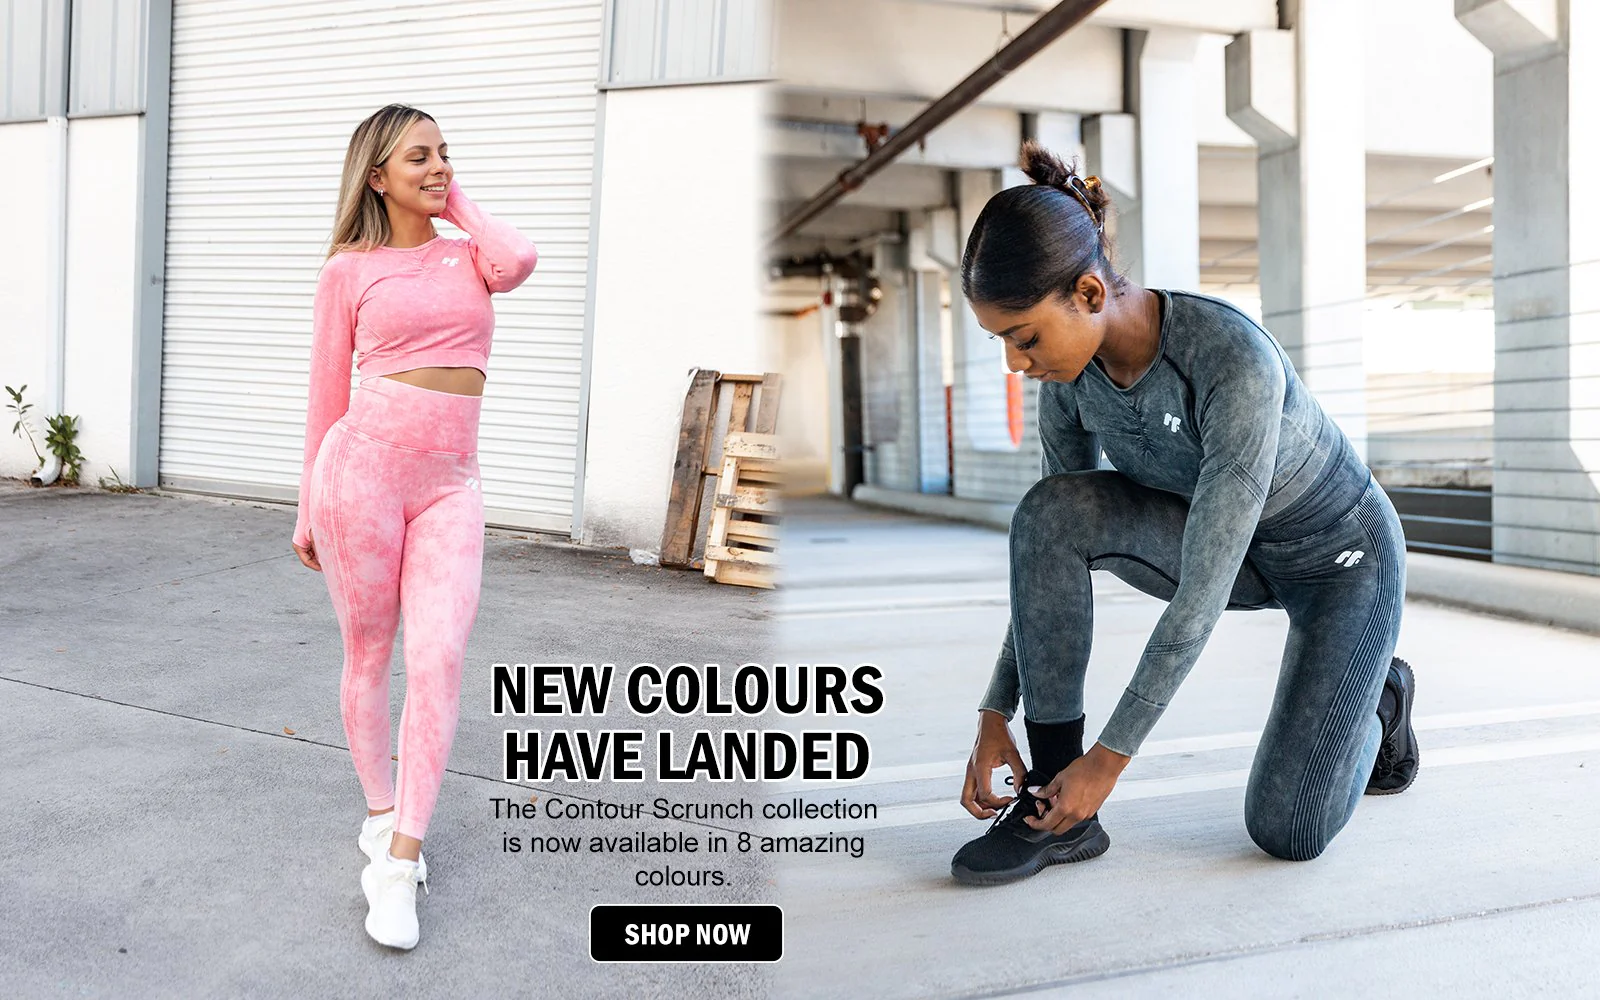 NEW COLOURS
HAVE LANDED
The Contour Scrunch collection
is now available in 8 amazing
colours.
SHOP NOW